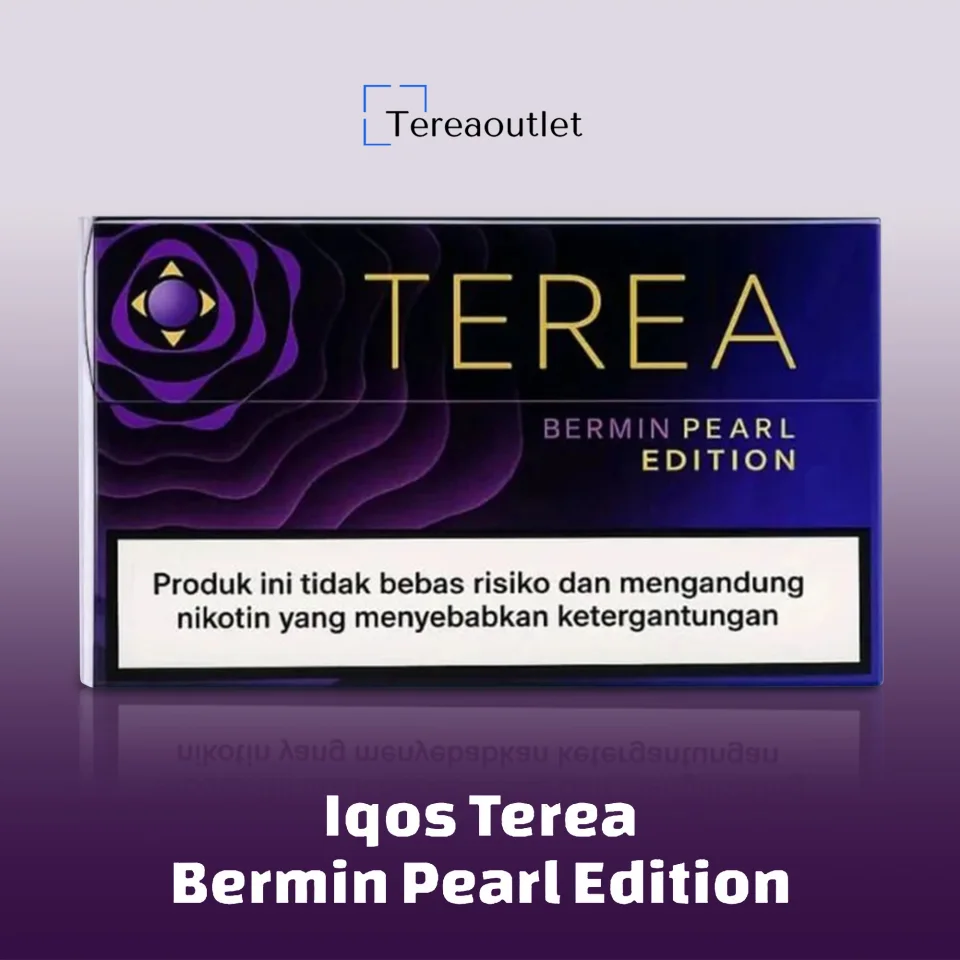 Tereaoutlet
TEREA
BERMIN PEARL
EDITION
Produk ini tidak bebas risiko dan mengandung
nikotin yang menyebabkan ketergantungan
Iqos Terea
Bermin Pearl Edition